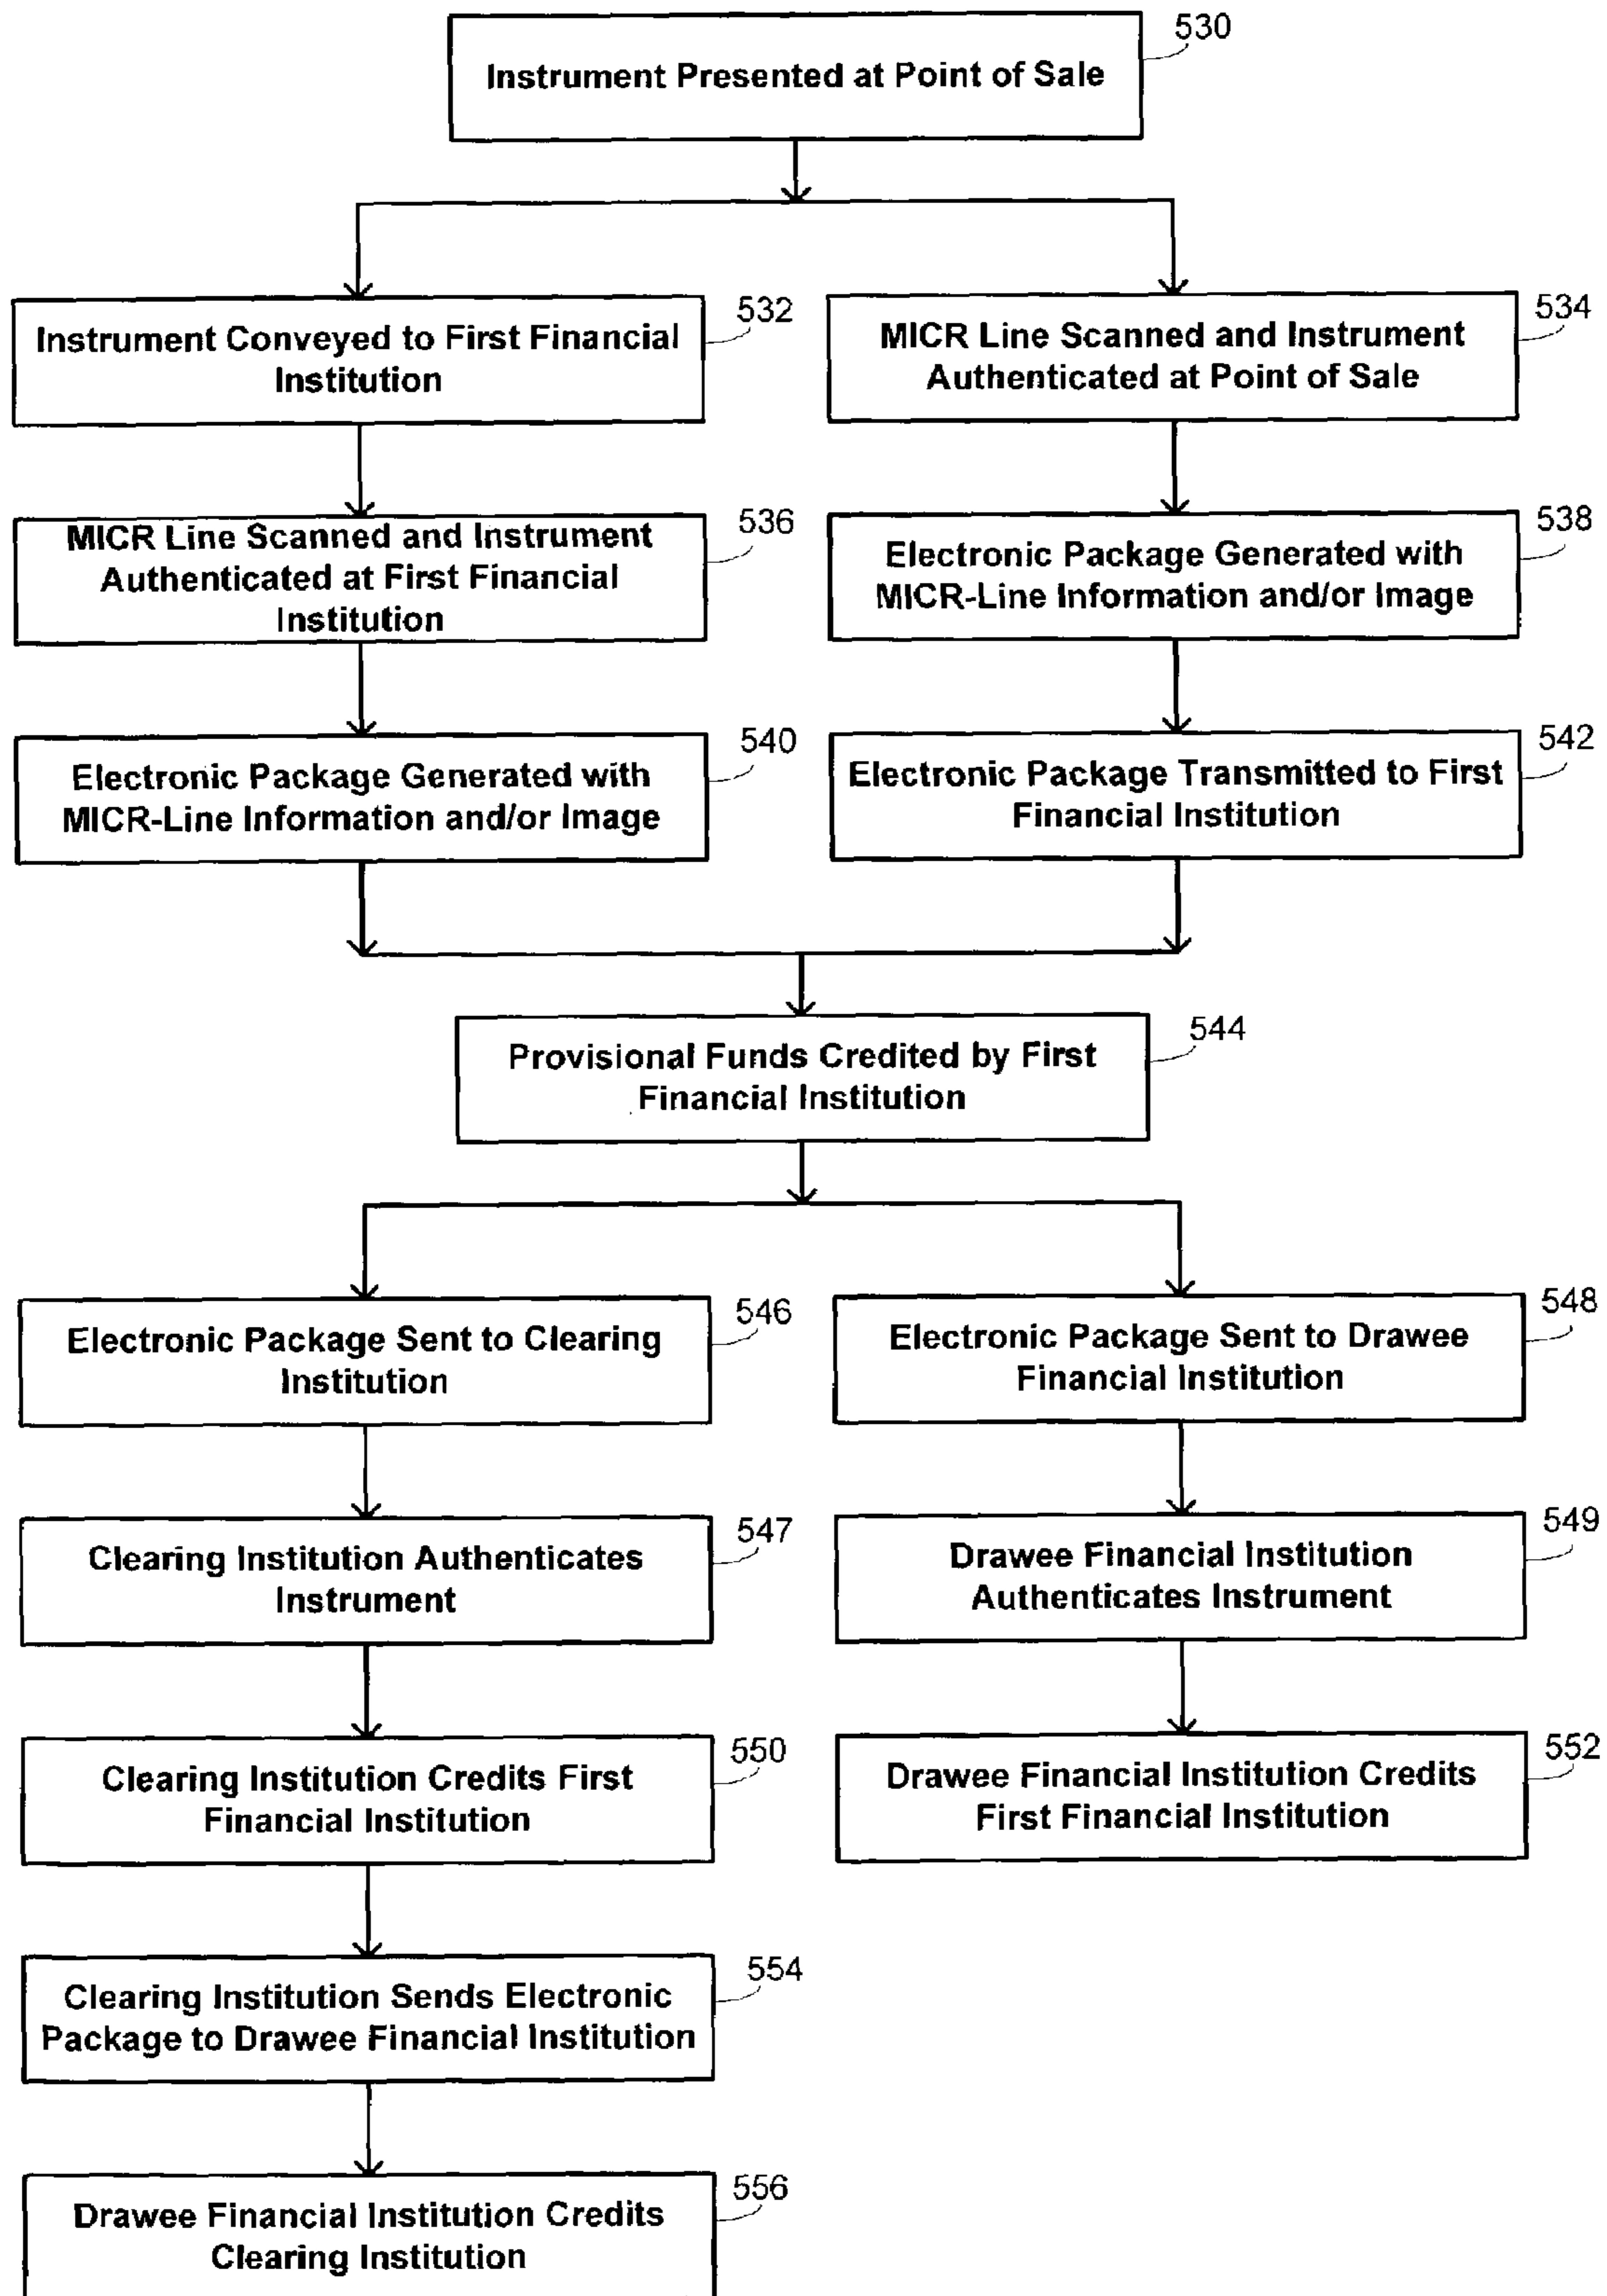 530
Instrument Presented at Point of Sale
532
Instrument Conveyed to First Financial
Institution
534
MICR Line Scanned and Instrument
Authenticated at Point of Sale
536
MICR Line Scanned and Instrument
Authenticated at First Financial
Institution
538
Electronic Package Generated with
MICR-Line Information and/or Image
540
Electronic Package Generated with
MICR-Line Information and/or Image
542
Electronic Package Transmitted to First
Financial Institution
544
Provisional Funds Credited by First
Financial Institution
546
Electronic Package Sent to Clearing
Institution
548
Electronic Package Sent to Drawee
Financial Institution
547
Clearing Institution Authenticates
Instrument
549
Drawee Financial Institution
Authenticates Instrument
550
Clearing Institution Credits First
Financial Institution
552
Drawee Financial Institution Credits
First Financial Institution
554
Clearing Institution Sends Electronic
Package to Drawee Financial Institution
556
Drawee Financial Institution Credits
Clearing Institution